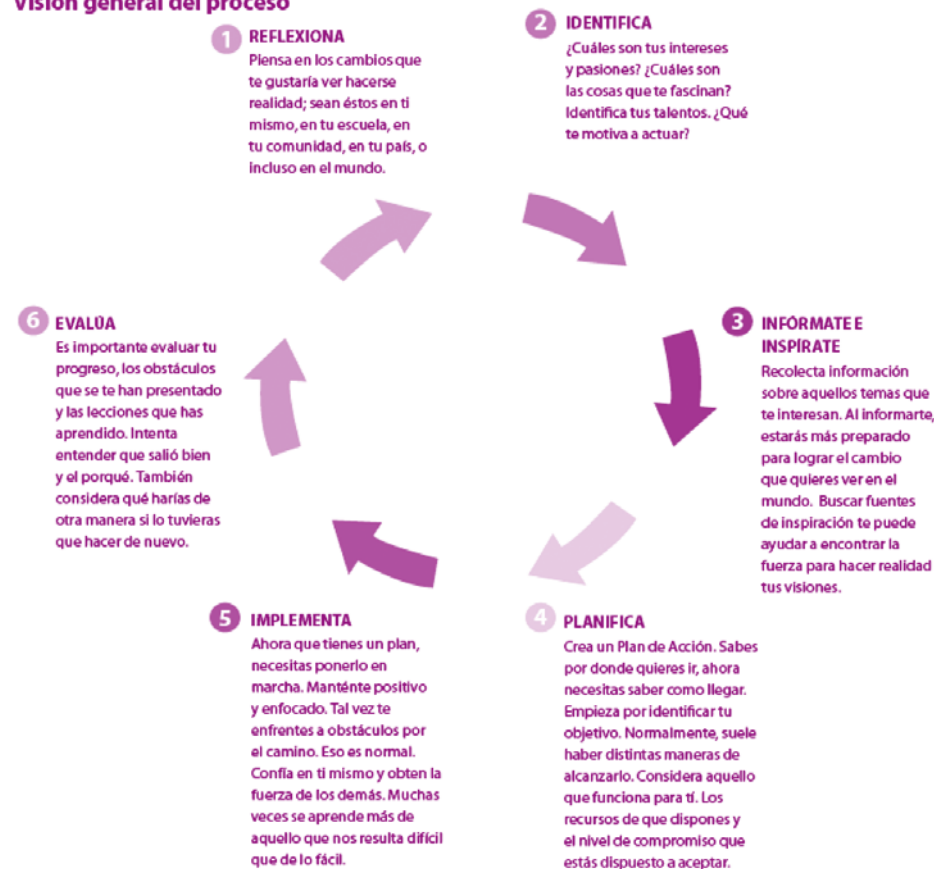 Visión general del proceso
1 REFLEXIONA
Piensa en los cambios que
te gustaría ver hacerse
realidad; sean éstos en ti
mismo, en tu escuela, en
tu comunidad, en tu país, o
incluso en el mundo.
2 IDENTIFICA
¿Cuáles son tus intereses
y pasiones? ¿Cuáles son
las cosas que te fascinan?
Identifica tus talentos. ¿Qué
te motiva a actuar?
3 INFÓRMATE E
INSPÍRATE
Recolecta información
sobre aquellos temas que
te interesan. Al informarte,
estarás más preparado
para lograr el cambio
que quieres ver en el
mundo. Buscar fuentes
de inspiración te puede
ayudar a encontrar la
fuerza para hacer realidad
tus visiones.
4 PLANIFICA
Crea un Plan de Acción. Sabes
por donde quieres ir, ahora
necesitas saber como llegar.
Empieza por identificar tu
objetivo. Normalmente, suele
haber distintas maneras de
alcanzarlo. Considera aquello
que funciona para tí. Los
recursos de que dispones y
el nivel de compromiso que
estás dispuesto a aceptar.
5 IMPLEMENTA
Ahora que tienes un plan,
necesitas ponerlo en
marcha. Manténte positivo
y enfocado. Tal vez te
enfrentes a obstáculos por
el camino. Eso es normal.
Confía en ti mismo y obten la
fuerza de los demás. Muchas
veces se aprende más de
aquello que nos resulta difícil
que de lo fácil.
6 EVALÚA
Es importante evaluar tu
progreso, los obstáculos
que se te han presentado
y las lecciones que has
aprendido. Intenta
entender que salió bien
y el porqué. También
considera qué harías de
otra manera si lo tuvieras
que hacer de nuevo.